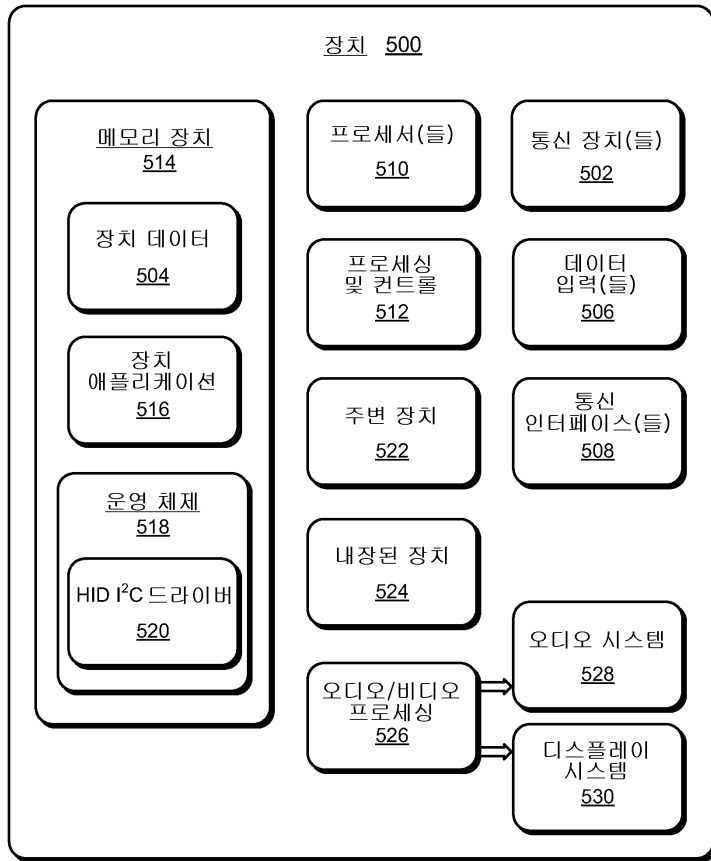 장치 500
메모리 장치
514
장치 데이터
504
장치
애플리케이션
516
운영 체제
518
HID I²C 드라이버
520
프로세서(들)
510
통신 장치(들)
502
프로세싱
및 컨트롤
512
데이터
입력(들)
506
주변 장치
522
통신
인터페이스(들)
508
내장된 장치
524
오디오/비디오
프로세싱
526
오디오 시스템
528
디스플레이
시스템
530